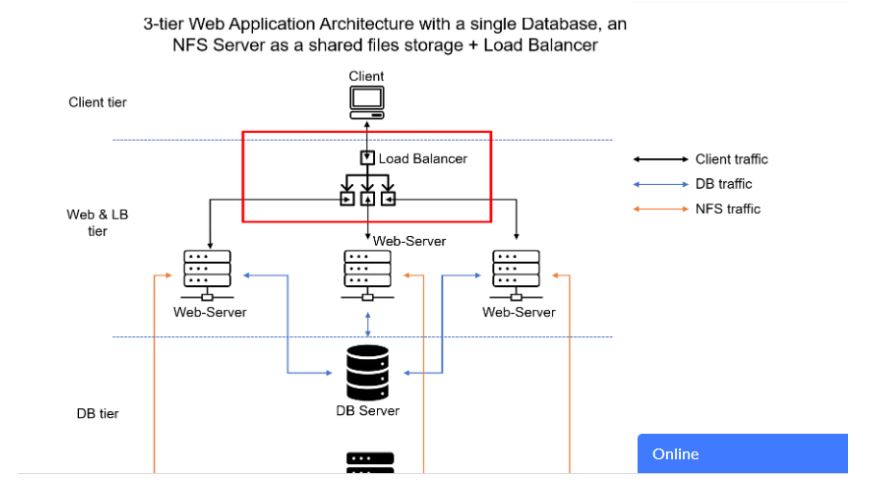 3-tier Web Application Architecture with a single Database, an
NFS Server as a shared files storage + Load Balancer
Client
Client tier
Load Balancer
Client traffic
DB traffic
NFS traffic
Web & LB
tier
Web-Server
Web-Server
Web-Server
DB Server
DB tier
Online